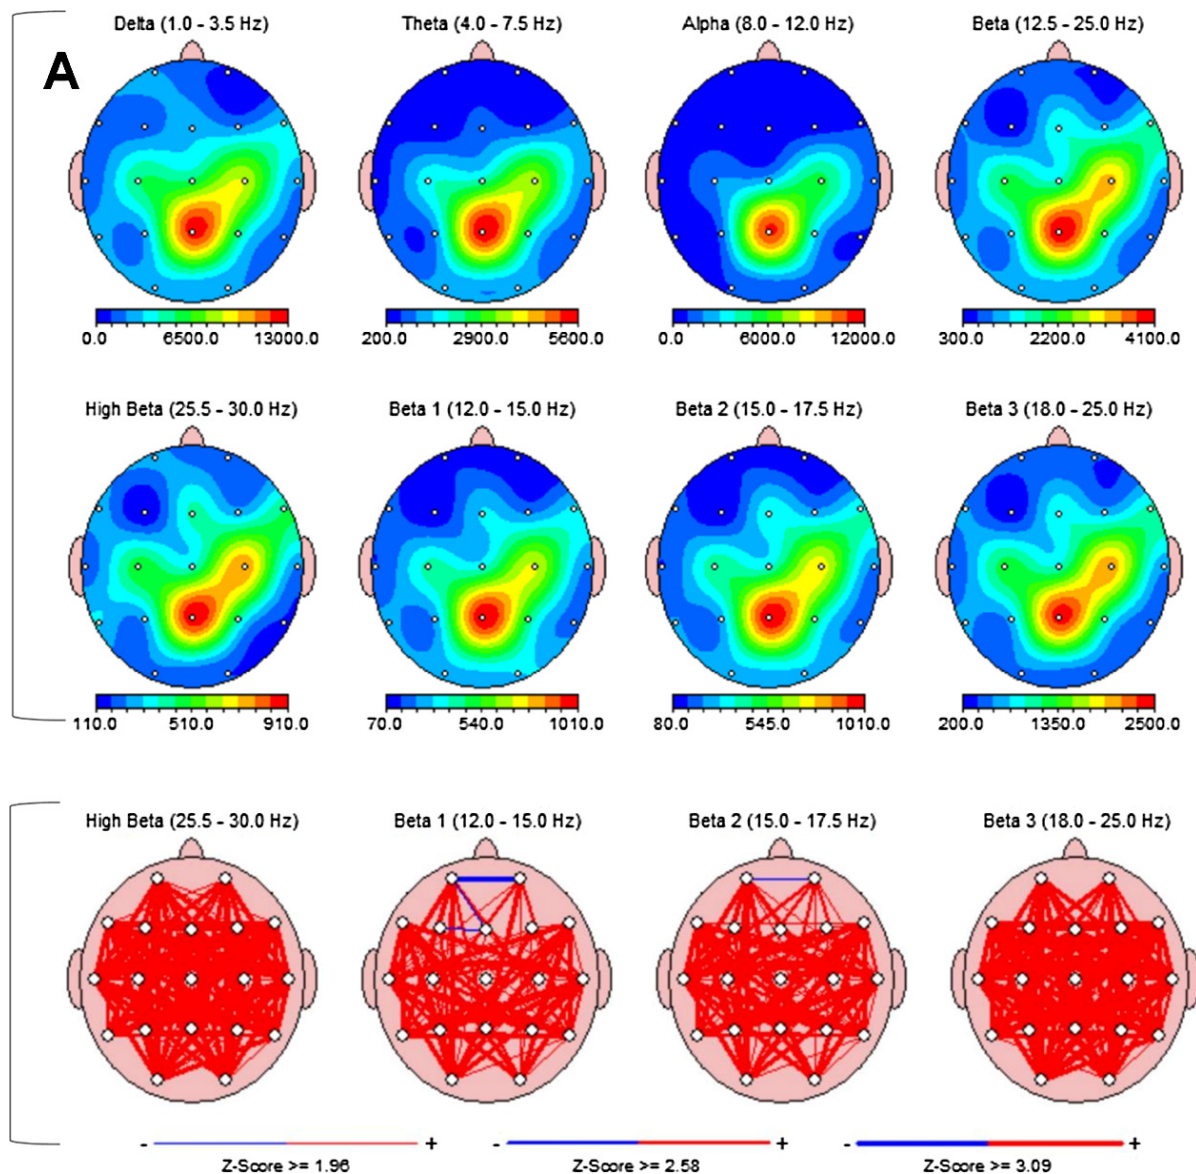 Delta (1.0 - 3.5 Hz) Theta (4.0 - 7.5 Hz) Alpha (8.0 - 12.0 Hz) Beta (12.5 - 25.0 Hz)
A
0.0 6500.0 13000.0 200.0 2900.0 5600.0 0.0 6000.0 12000.0 300.0 2200.0 4100.0
High Beta (25.5 - 30.0 Hz) Beta 1 (12.0 - 15.0 Hz) Beta 2 (15.0 - 17.5 Hz) Beta 3 (18.0 - 25.0 Hz)
110.0 510.0 910.0 70.0 540.0 1010.0 80.0 545.0 1010.0 200.0 1350.0 2500.0
High Beta (25.5 - 30.0 Hz) Beta 1 (12.0 - 15.0 Hz) Beta 2 (15.0 - 17.5 Hz) Beta 3 (18.0 - 25.0 Hz)
- + - + - +
Z-Score >= 1.96 Z-Score >= 2.58 Z-Score >= 3.09